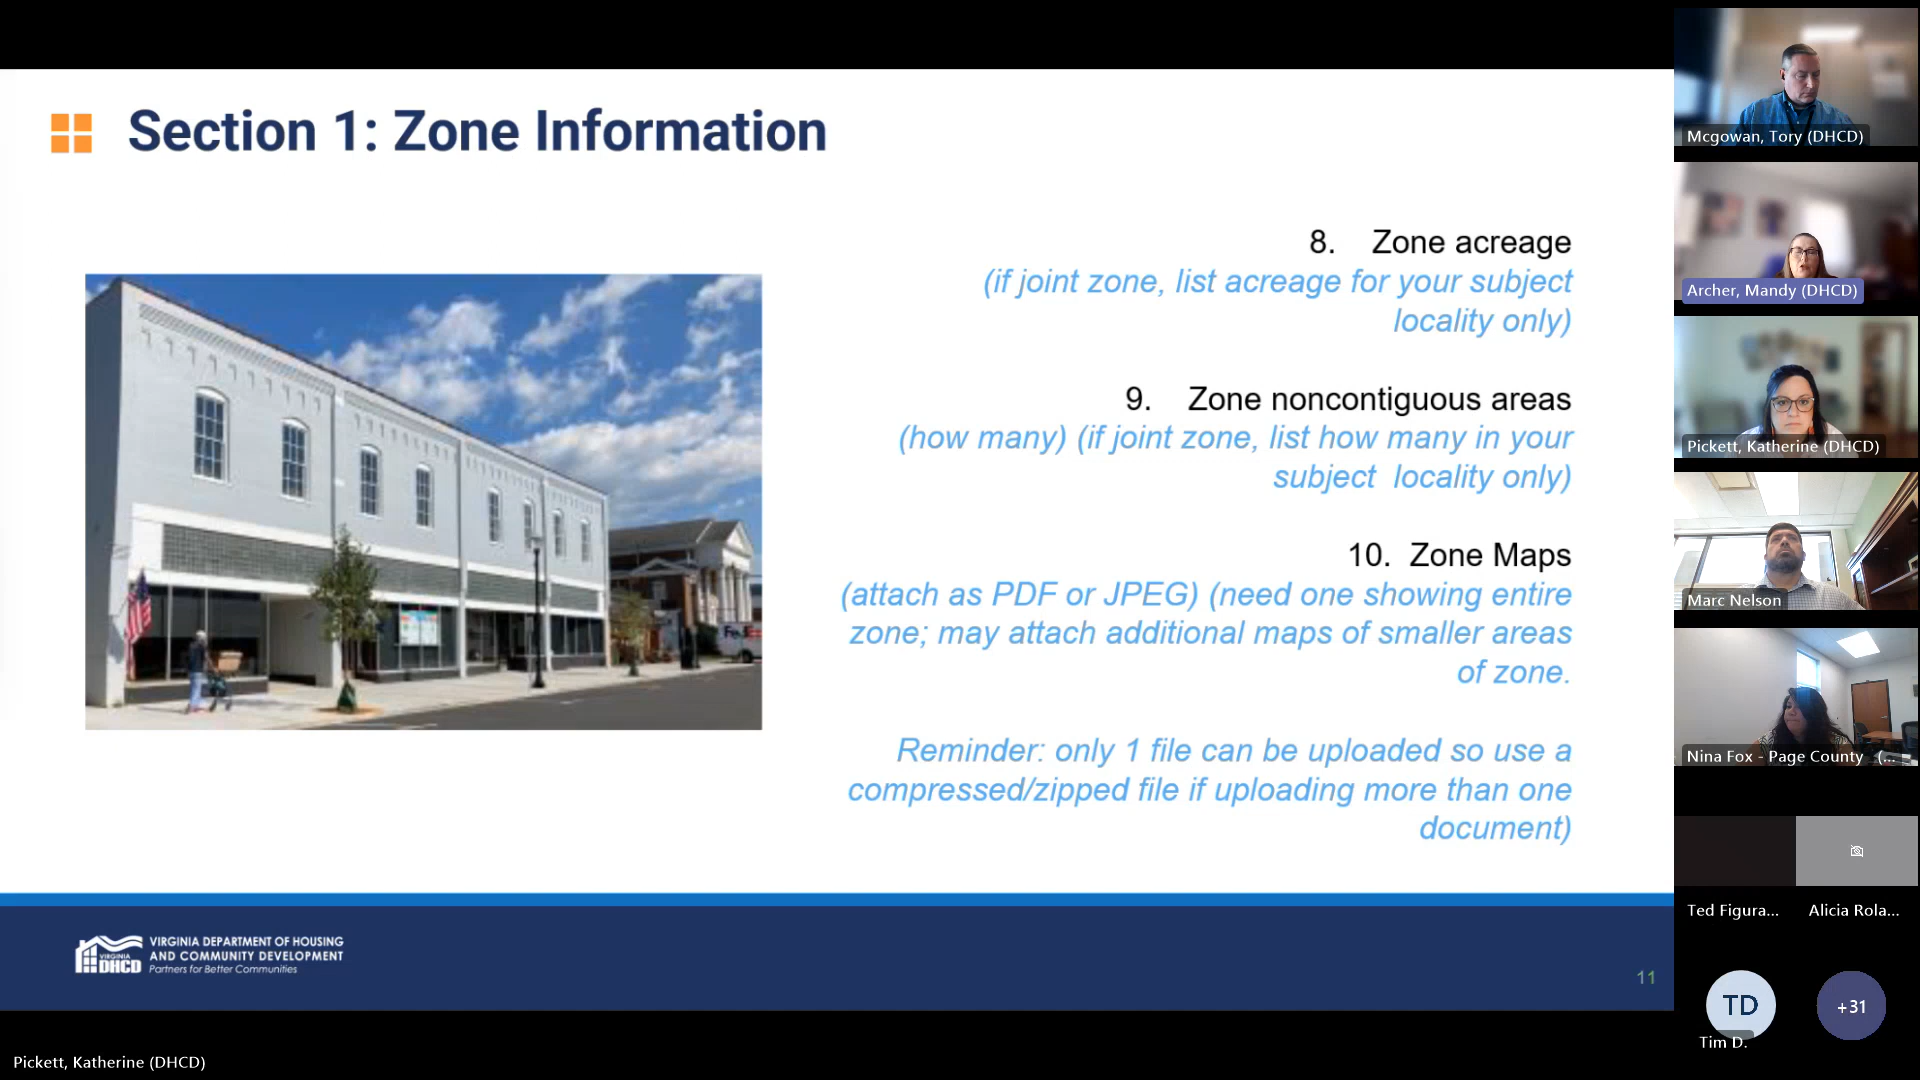 Section 1: Zone Information
8. Zone acreage
(if joint zone, list acreage for your subject
locality only)
9. Zone noncontiguous areas
(how many) (if joint zone, list how many in your
subject locality only)
10. Zone Maps
(attach as PDF or JPEG) (need one showing entire
zone; may attach additional maps of smaller areas
of zone.
Reminder: only 1 file can be uploaded so use a
compressed/zipped file if uploading more than one
document)
FedEx
VIRGINIA
DHCD
VIRGINIA DEPARTMENT OF HOUSING
AND COMMUNITY DEVELOPMENT
Partners for Better Communities
11
Pickett, Katherine (DHCD)
Mcgowan, Tory (DHCD)
Archer, Mandy (DHCD)
Pickett, Katherine (DHCD)
Marc Nelson
Nina Fox - Page County (...
Ted Figura...
Alicia Rola...
TD
+31
Tim D.